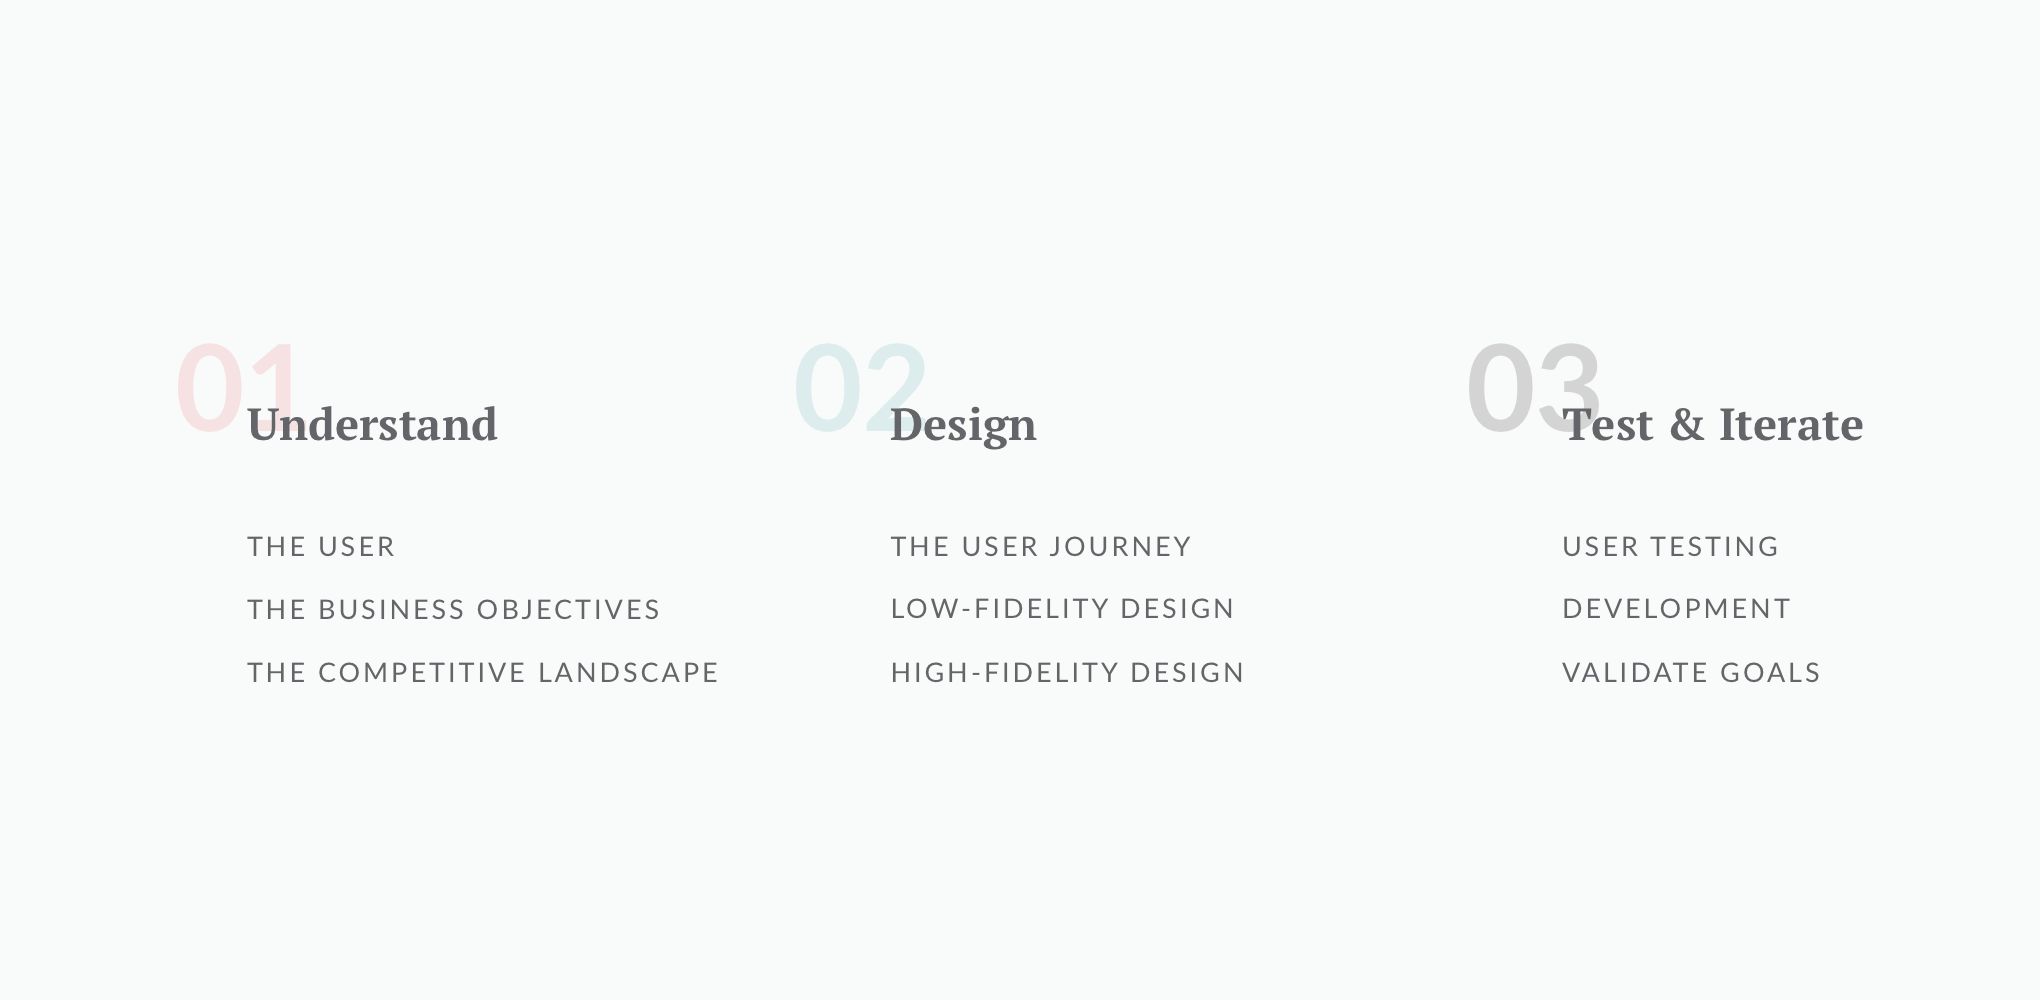 01
Understand
THE USER
THE BUSINESS OBJECTIVES
THE COMPETITIVE LANDSCAPE
02
Design
THE USER JOURNEY
LOW-FIDELITY DESIGN
HIGH-FIDELITY DESIGN
03
Test & Iterate
USER TESTING
DEVELOPMENT
VALIDATE GOALS